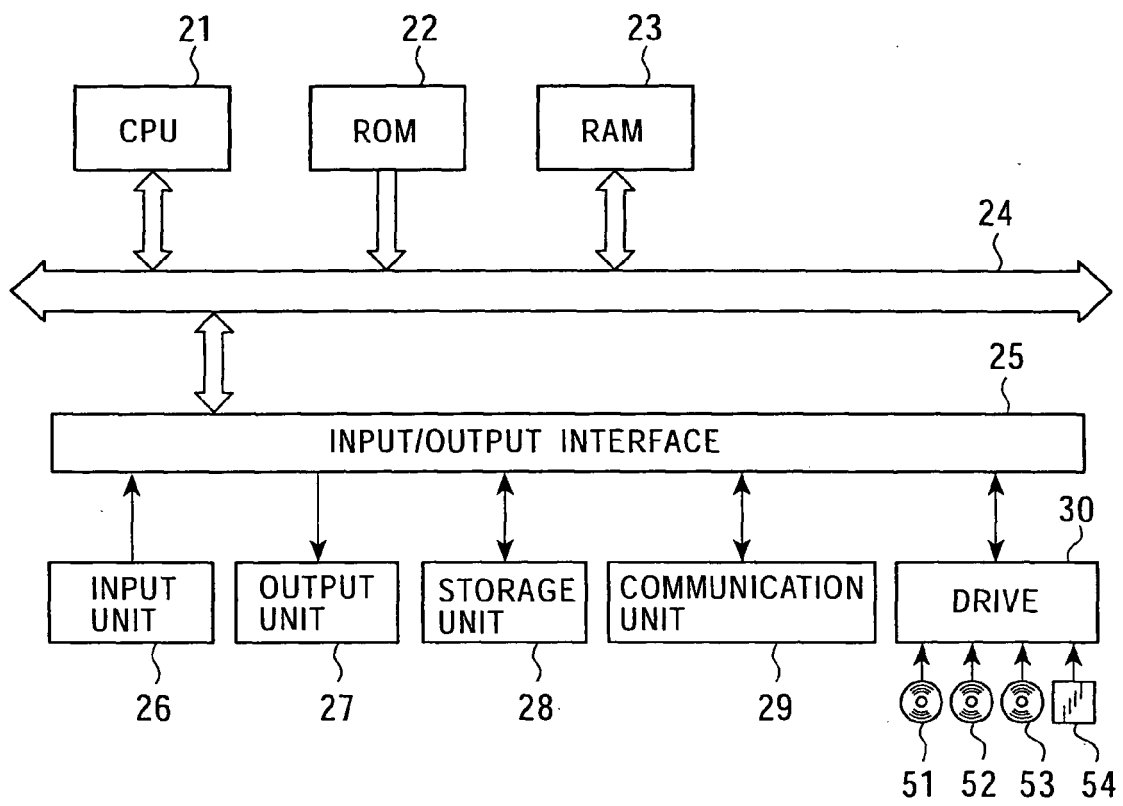 21
22
23
CPU
ROM
RAM
24
25
INPUT/OUTPUT INTERFACE
30
INPUT
UNIT
OUTPUT
UNIT
STORAGE
UNIT
COMMUNICATION
UNIT
DRIVE
26
27
28
29
51
52
53
54